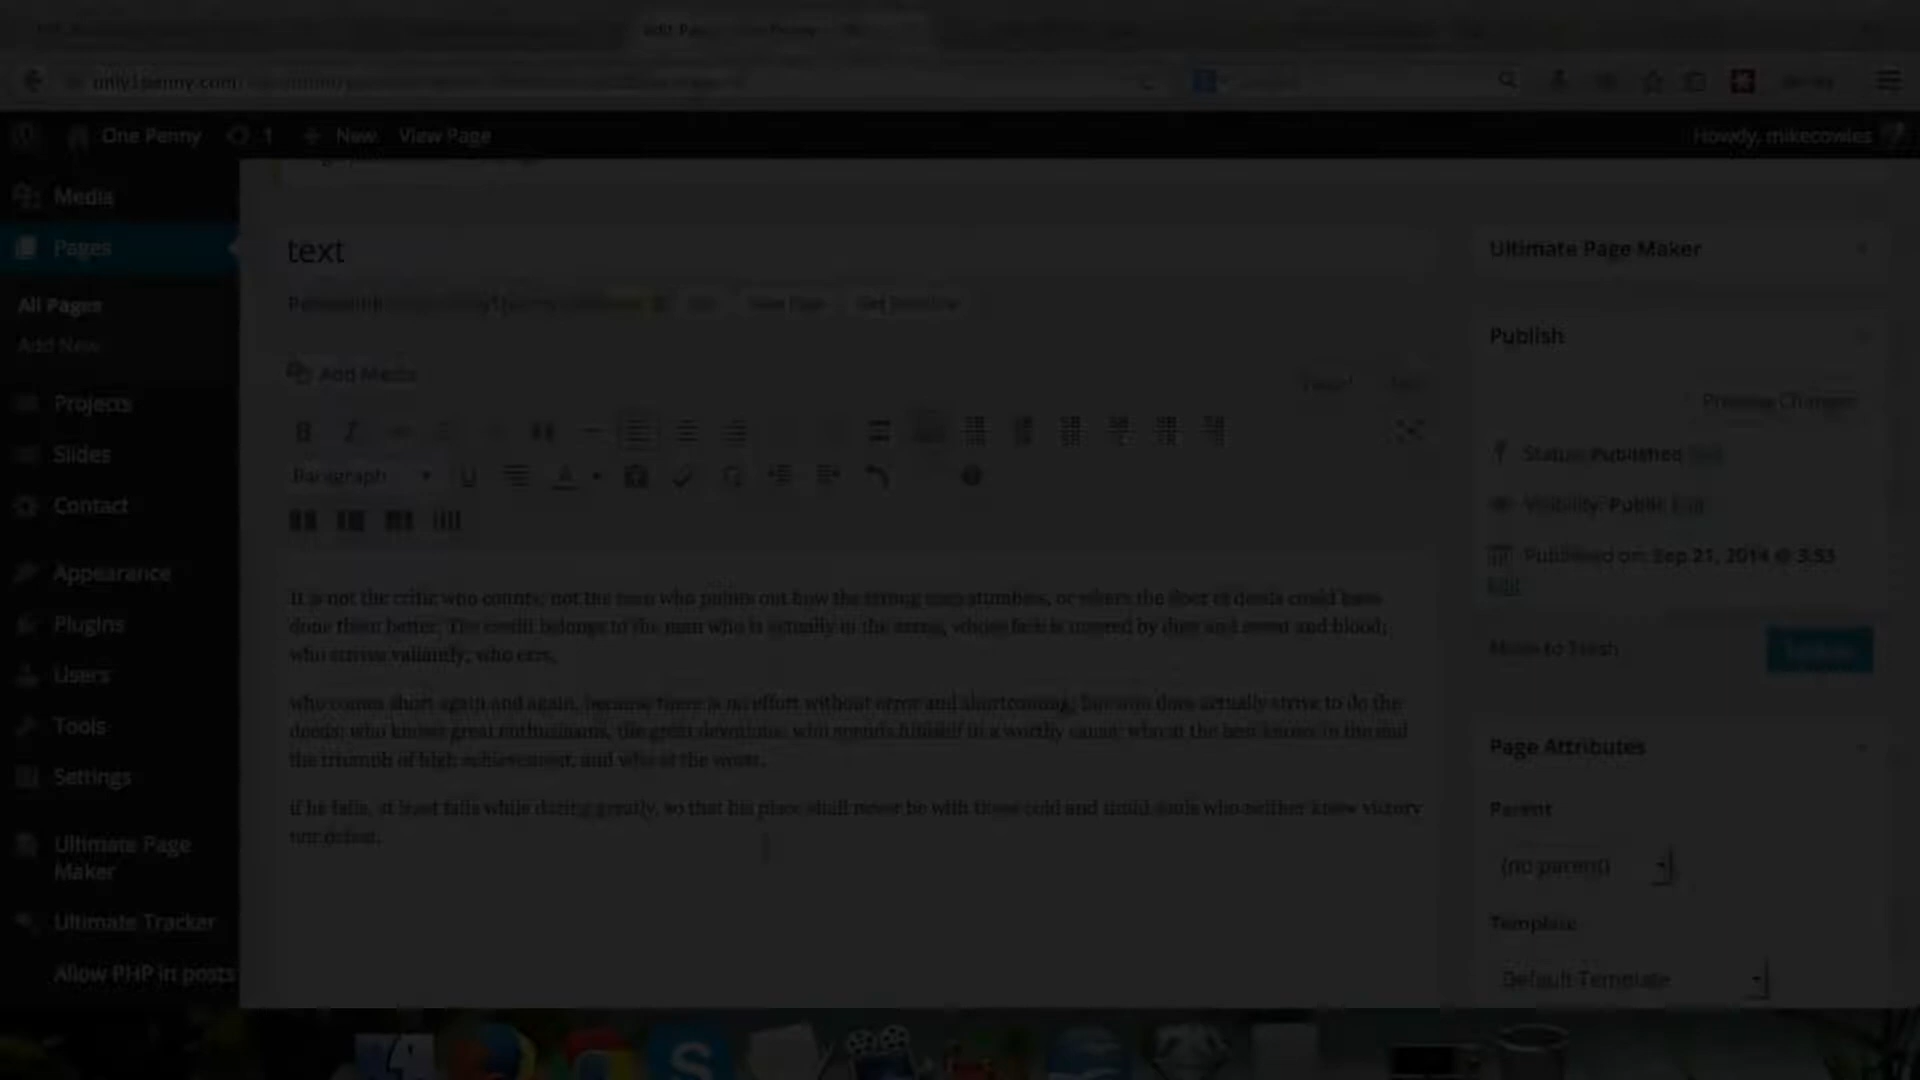 only1penny.com
One Penny
1
New
View Page
Howdy, mikecowles
Media
Pages
All Pages
Add New
Projects
Slides
Contact
Appearance
Plugins
Users
Tools
Settings
Ultimate Page
Maker
Ultimate Tracker
Allow PHP in posts
text
Add Media
Paragraph
It is not the critic who counts; not the man who points out how the strong man stumbles, or where the doer of deeds could have
done them better. The credit belongs to the man who is actually in the arena, whose face is marred by dust and sweat and blood;
who strives valiantly; who errs,
who comes short again and again, because there is no effort without error and shortcoming; but who does actually strive to do the
deeds; who knows great enthusiasms, the great devotions; who spends himself in a worthy cause; who at the best knows in the end
the triumph of high achievement, and who at the worst,
if he fails, at least fails while daring greatly, so that his place shall never be with those cold and timid souls who neither know victory
nor defeat.
Ultimate Page Maker
Publish
Preview Changes
Status: Published
Visibility: Public Edit
Published on: Sep 21, 2014 @ 3:53
Edit
Move to Trash
Update
Page Attributes
Parent
(no parent)
Template
Default Template